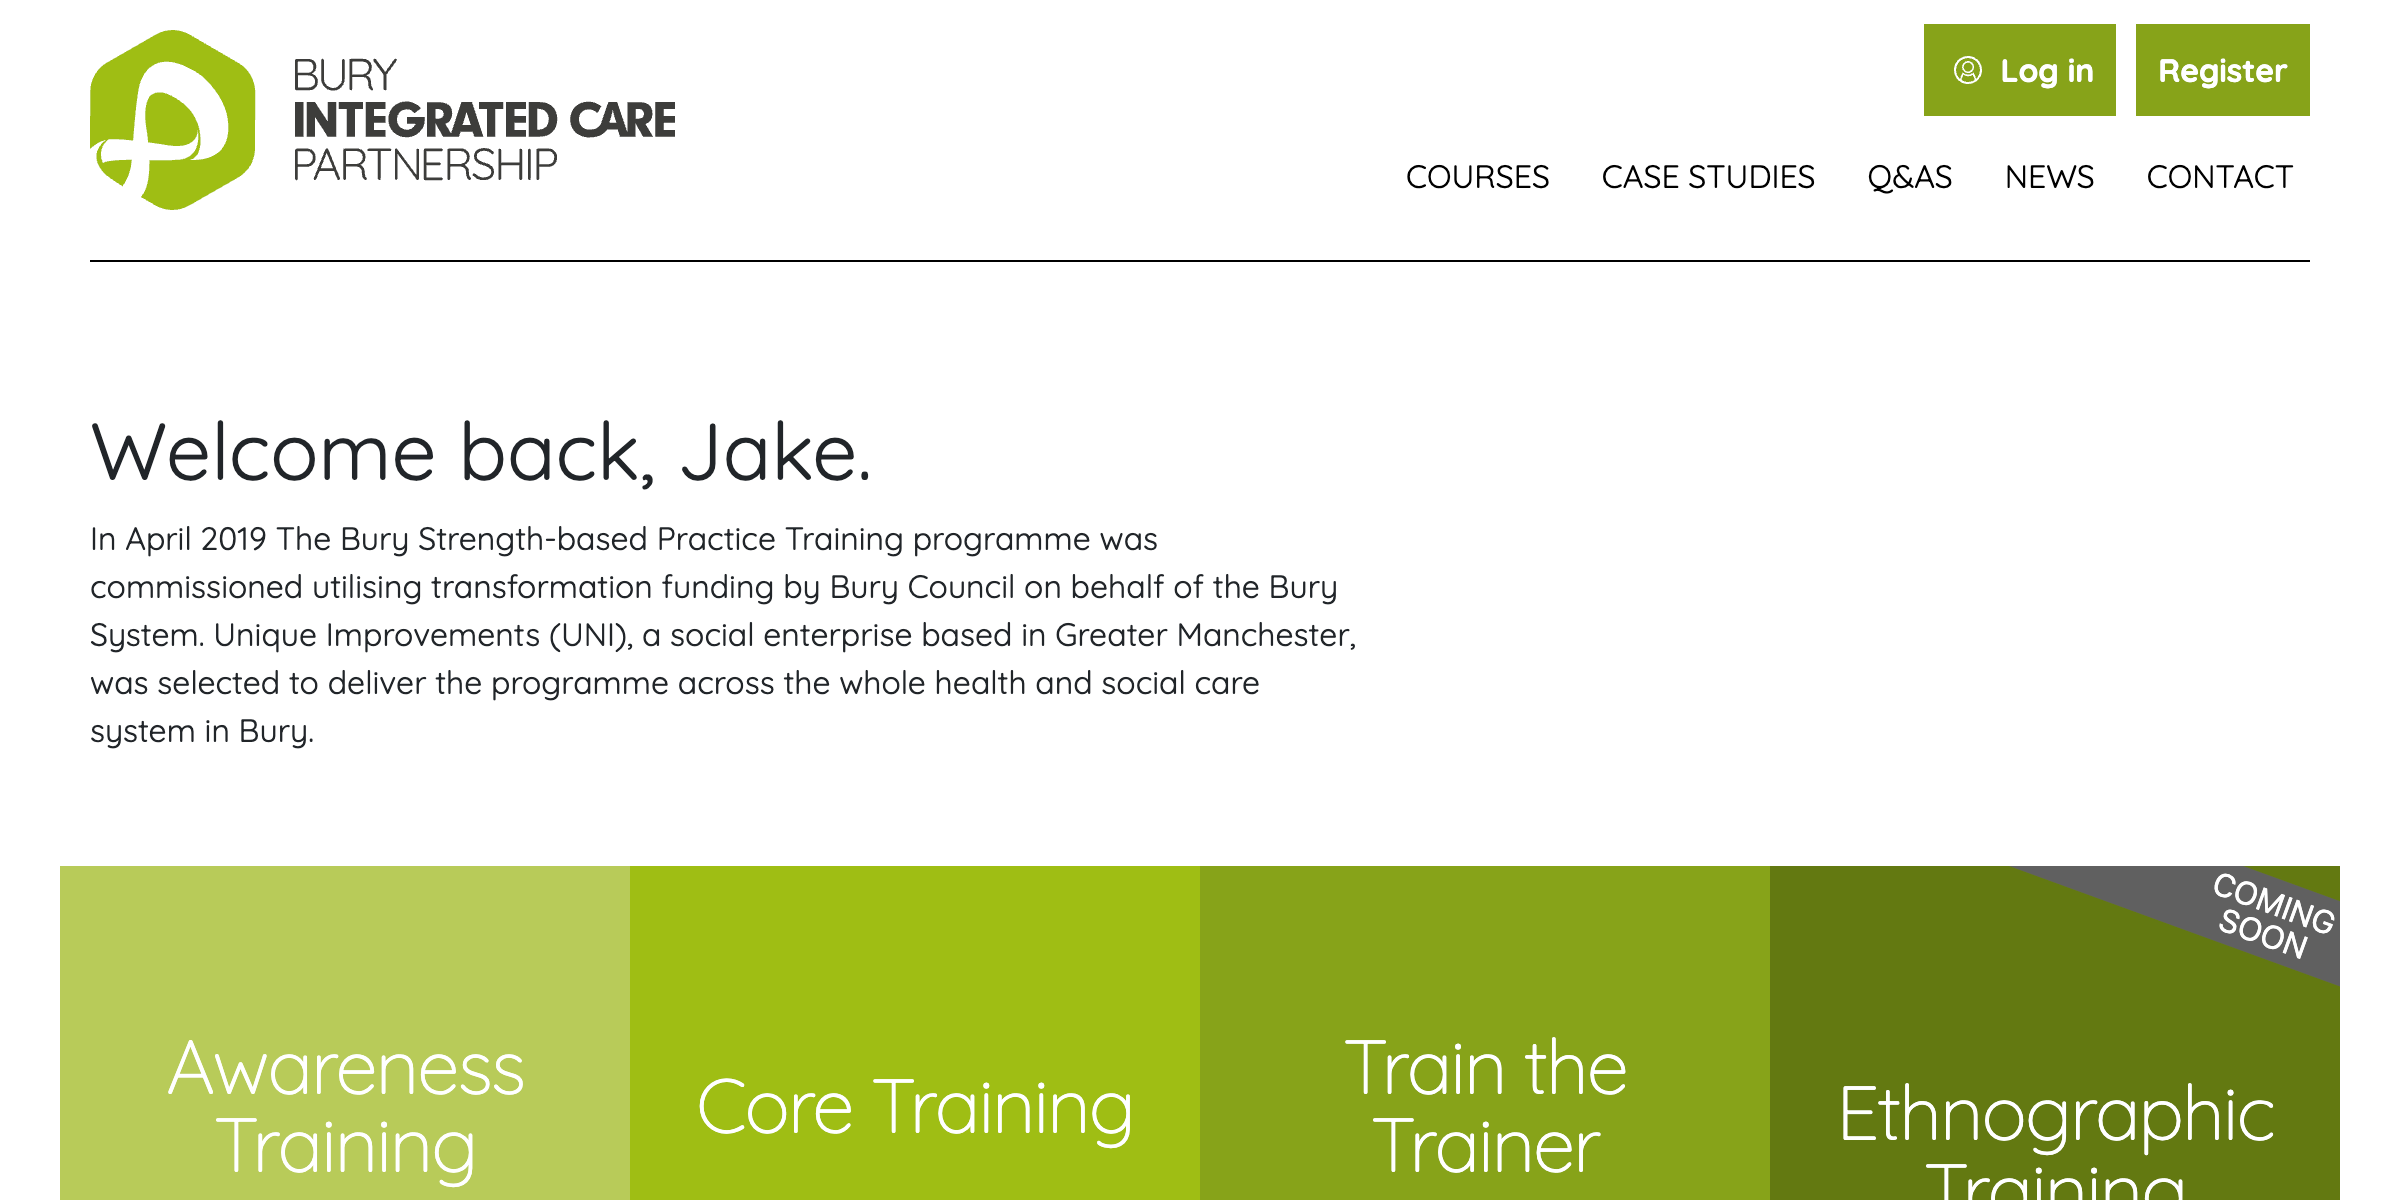 BURY
INTEGRATED CARE
PARTNERSHIP
Log in
Register
COURSES
CASE STUDIES
Q&AS
NEWS
CONTACT
Welcome back, Jake.
In April 2019 The Bury Strength-based Practice Training programme was
commissioned utilising transformation funding by Bury Council on behalf of the Bury
System. Unique Improvements (UNI), a social enterprise based in Greater Manchester,
was selected to deliver the programme across the whole health and social care
system in Bury.
Awareness
Training
Core Training
Train the
Trainer
COMING
SOON
Ethnographic
Training